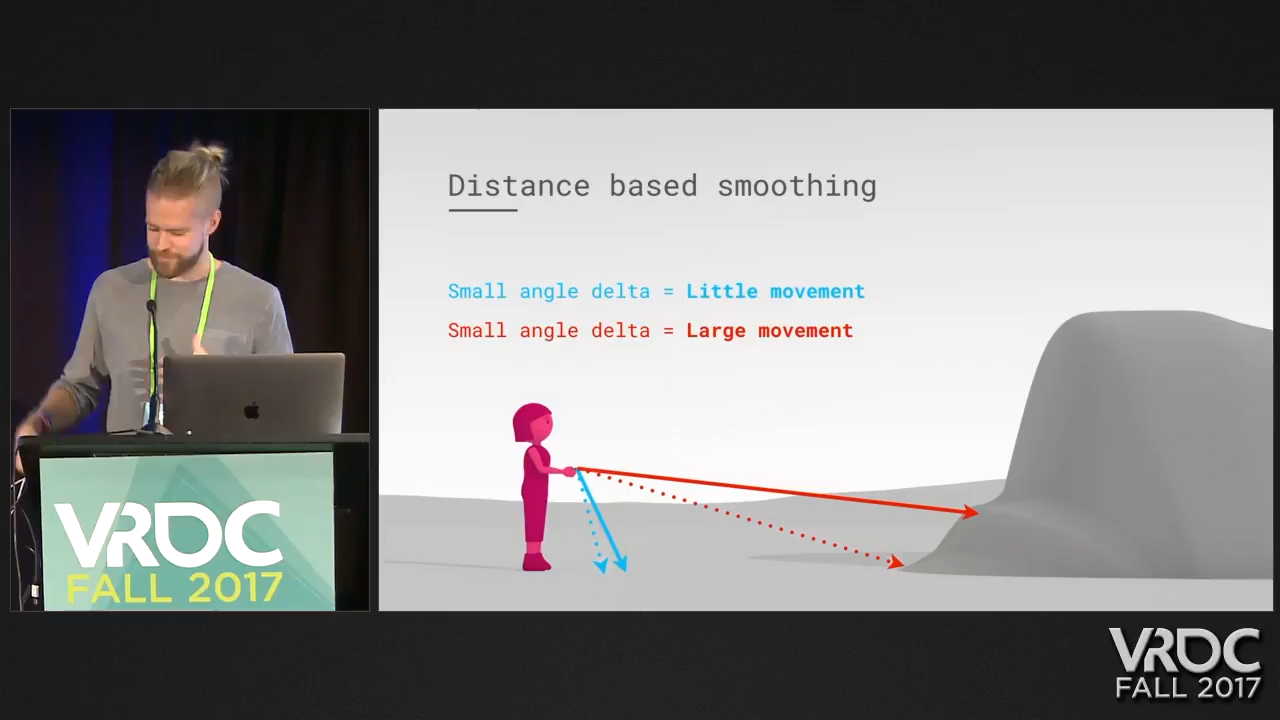 Distance based smoothing
Small angle delta = Little movement
Small angle delta = Large movement
VRDC
FALL 2017
VRDC
FALL 2017